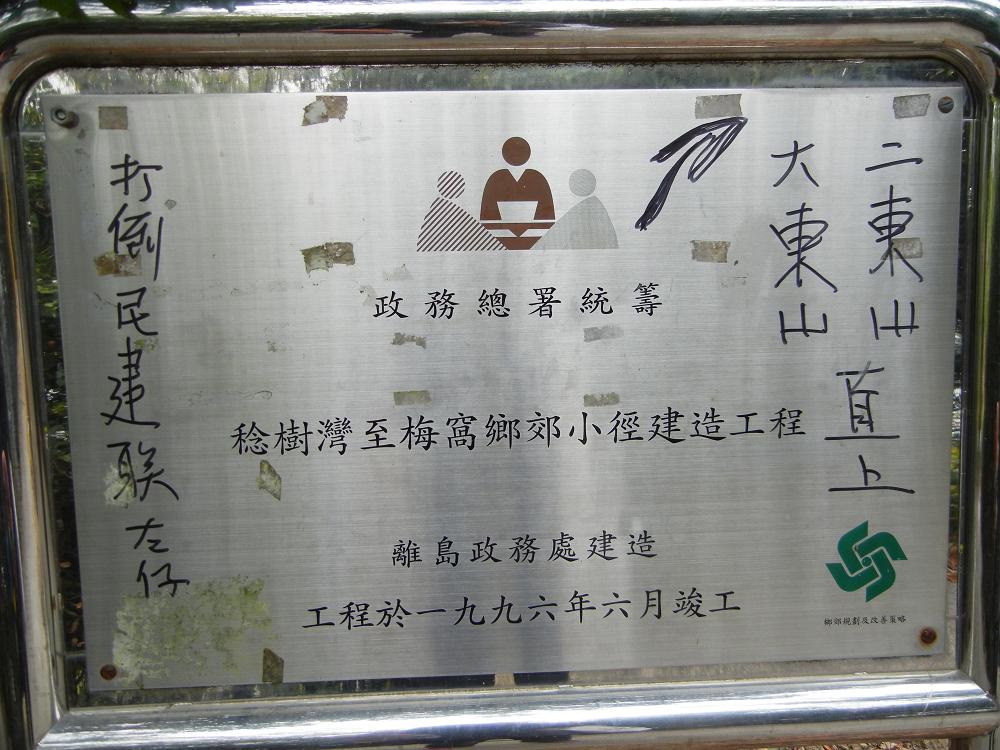 政務總署統籌
稔樹灣至梅窩鄉郊小徑建造工程
離島政務處建造
工程於一九九六年六月竣工
鄉郊規劃及改善策略
二東山直上
大東山
打倒民建联左仔